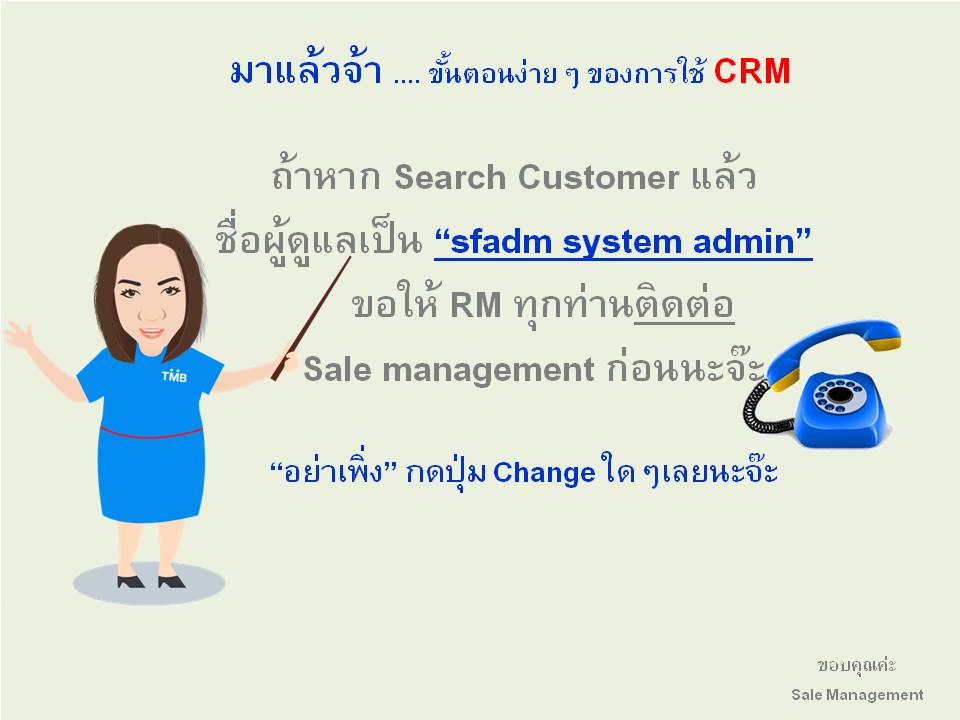 มาแล้วจ้า .... ขั้นตอนง่าย ๆ ของการใช้ CRM
ถ้าหาก Search Customer แล้ว
ชื่อผู้ดูแลเป็น “sfadm system admin”
ขอให้ RM ทุกท่านติดต่อ
Sale management ก่อนนะจ๊ะ
TMB
“อย่าเพิ่ง” กดปุ่ม Change ใด ๆเลยนะจ๊ะ
ขอบคุณค่ะ
Sale Management